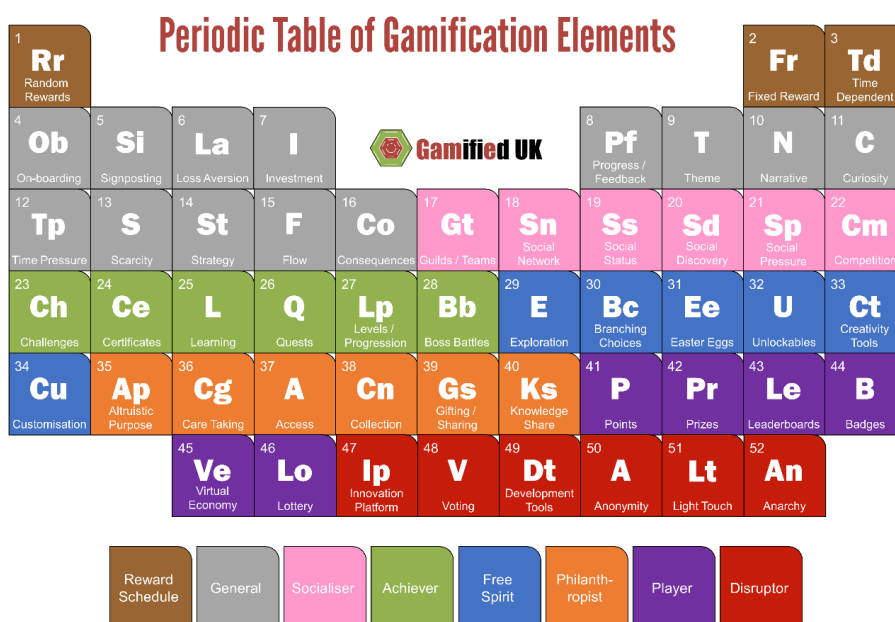 Periodic Table of Gamification Elements
1
Rr
Random
Rewards
2
Fr
Fixed Reward
3
Td
Time
Dependent
4
Ob
On-boarding
5
Si
Signposting
6
La
Loss Aversion
7
I
Investment
Gamified UK
8
Pf
Progress /
Feedback
9
T
Theme
10
N
Narrative
11
C
Curiosity
12
Tp
Time Pressure
13
S
Scarcity
14
St
Strategy
15
F
Flow
16
Co
Consequences
17
Gt
Guilds / Teams
18
Sn
Social
Network
19
Ss
Social
Status
20
Sd
Social
Discovery
21
Sp
Social
Pressure
22
Cm
Competition
23
Ch
Challenges
24
Ce
Certificates
25
L
Learning
26
Q
Quests
27
Lp
Levels /
Progression
28
Bb
Boss Battles
29
E
Exploration
30
Bc
Branching
Choices
31
Ee
Easter Eggs
32
U
Unlockables
33
Ct
Creativity
Tools
34
Cu
Customisation
35
Ap
Altruistic
Purpose
36
Cg
Care Taking
37
A
Access
38
Cn
Collection
39
Gs
Gifting /
Sharing
40
Ks
Knowledge
Share
41
P
Points
42
Pr
Prizes
43
Le
Leaderboards
44
B
Badges
45
Ve
Virtual
Economy
46
Lo
Lottery
47
Ip
Innovation
Platform
48
V
Voting
49
Dt
Development
Tools
50
A
Anonymity
51
Lt
Light Touch
52
An
Anarchy
Reward
Schedule
General
Socialiser
Achiever
Free
Spirit
Philanth-
ropist
Player
Disruptor